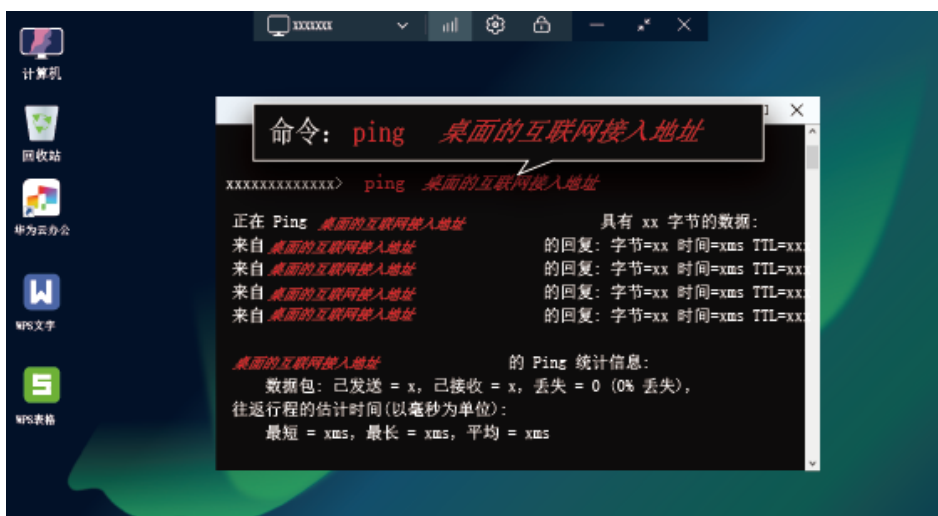 xxxxxxx
计算机
回收站
华为云办公
WPS文字
WPS表格
命令：ping 桌面的互联网接入地址
xxxxxxxxxxxxx> ping 桌面的互联网接入地址
正在 Ping 桌面的互联网接入地址 具有 xx 字节的数据:
来自 桌面的互联网接入地址 的回复: 字节=xx 时间=xms TTL=xxx
来自 桌面的互联网接入地址 的回复: 字节=xx 时间=xms TTL=xxx
来自 桌面的互联网接入地址 的回复: 字节=xx 时间=xms TTL=xxx
来自 桌面的互联网接入地址 的回复: 字节=xx 时间=xms TTL=xxx
桌面的互联网接入地址 的 Ping 统计信息:
数据包: 已发送 = x, 已接收 = x, 丢失 = 0 (0% 丢失),
往返行程的估计时间(以毫秒为单位):
最短 = xms, 最长 = xms, 平均 = xms